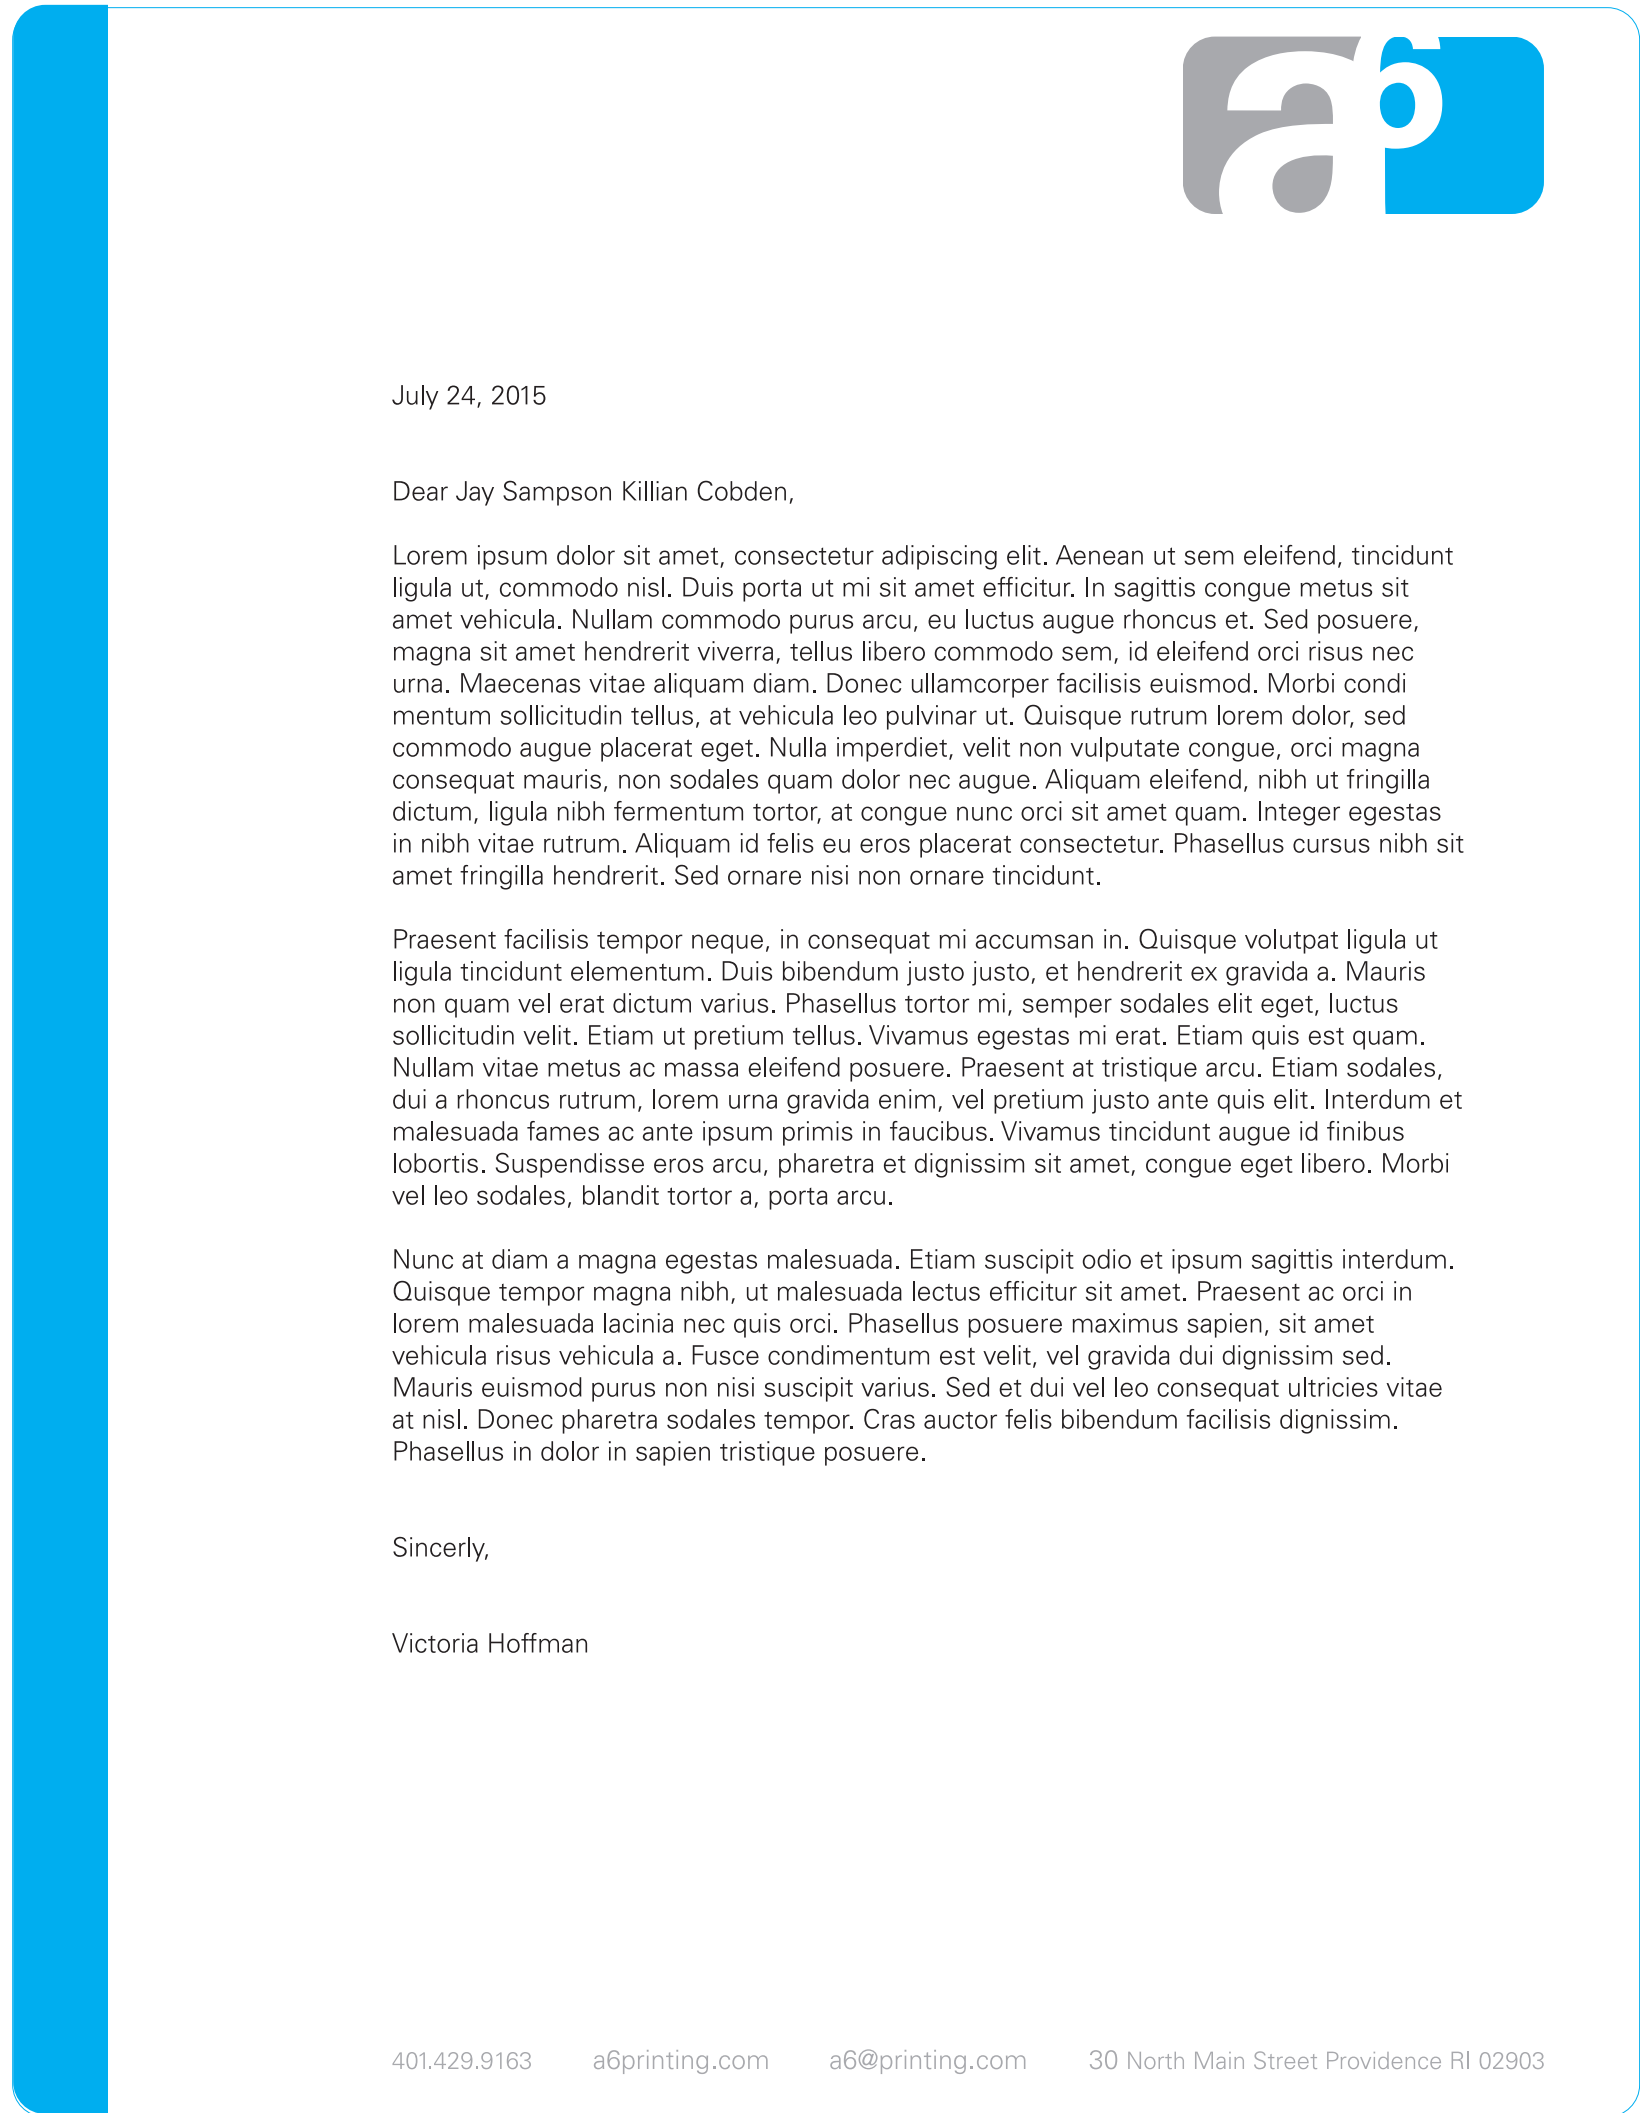 a6
July 24, 2015
Dear Jay Sampson Killian Cobden,
Lorem ipsum dolor sit amet, consectetur adipiscing elit. Aenean ut sem eleifend, tincidunt
ligula ut, commodo nisl. Duis porta ut mi sit amet efficitur. In sagittis congue metus sit
amet vehicula. Nullam commodo purus arcu, eu luctus augue rhoncus et. Sed posuere,
magna sit amet hendrerit viverra, tellus libero commodo sem, id eleifend orci risus nec
urna. Maecenas vitae aliquam diam. Donec ullamcorper facilisis euismod. Morbi condi
mentum sollicitudin tellus, at vehicula leo pulvinar ut. Quisque rutrum lorem dolor, sed
commodo augue placerat eget. Nulla imperdiet, velit non vulputate congue, orci magna
consequat mauris, non sodales quam dolor nec augue. Aliquam eleifend, nibh ut fringilla
dictum, ligula nibh fermentum tortor, at congue nunc orci sit amet quam. Integer egestas
in nibh vitae rutrum. Aliquam id felis eu eros placerat consectetur. Phasellus cursus nibh sit
amet fringilla hendrerit. Sed ornare nisi non ornare tincidunt.
Praesent facilisis tempor neque, in consequat mi accumsan in. Quisque volutpat ligula ut
ligula tincidunt elementum. Duis bibendum justo justo, et hendrerit ex gravida a. Mauris
non quam vel erat dictum varius. Phasellus tortor mi, semper sodales elit eget, luctus
sollicitudin velit. Etiam ut pretium tellus. Vivamus egestas mi erat. Etiam quis est quam.
Nullam vitae metus ac massa eleifend posuere. Praesent at tristique arcu. Etiam sodales,
dui a rhoncus rutrum, lorem urna gravida enim, vel pretium justo ante quis elit. Interdum et
malesuada fames ac ante ipsum primis in faucibus. Vivamus tincidunt augue id finibus
lobortis. Suspendisse eros arcu, pharetra et dignissim sit amet, congue eget libero. Morbi
vel leo sodales, blandit tortor a, porta arcu.
Nunc at diam a magna egestas malesuada. Etiam suscipit odio et ipsum sagittis interdum.
Quisque tempor magna nibh, ut malesuada lectus efficitur sit amet. Praesent ac orci in
lorem malesuada lacinia nec quis orci. Phasellus posuere maximus sapien, sit amet
vehicula risus vehicula a. Fusce condimentum est velit, vel gravida dui dignissim sed.
Mauris euismod purus non nisi suscipit varius. Sed et dui vel leo consequat ultricies vitae
at nisl. Donec pharetra sodales tempor. Cras auctor felis bibendum facilisis dignissim.
Phasellus in dolor in sapien tristique posuere.
Sincerly,
Victoria Hoffman
401.429.9163 a6printing.com a6@printing.com 30 North Main Street Providence RI 02903